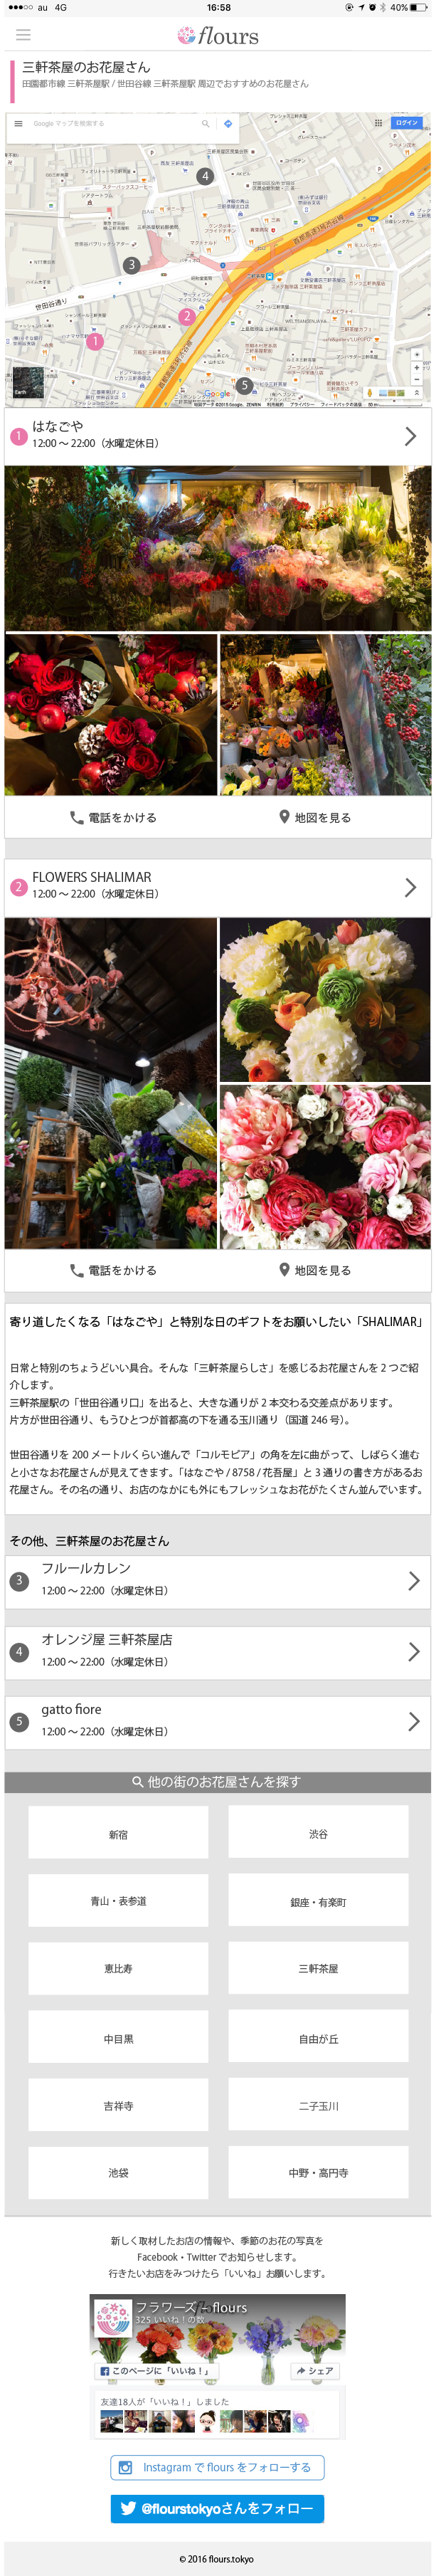 au 4G
16:58
40%
flours
三軒茶屋のお花屋さん
田園都市線 三軒茶屋駅 / 世田谷線 三軒茶屋駅 周辺でおすすめのお花屋さん
Google マップを検索する
ログイン
4
3
世田谷通り
2
1
5
Earth
Google
1
はなごや
12:00 〜 22:00（水曜定休日）
電話をかける
地図を見る
2
FLOWERS SHALIMAR
12:00 〜 22:00（水曜定休日）
電話をかける
地図を見る
寄り道したくなる「はなごや」と特別な日のギフトをお願いしたい「SHALIMAR」
日常と特別のちょうどいい具合。そんな「三軒茶屋らしさ」を感じるお花屋さんを 2 つご紹
介します。
三軒茶屋駅の「世田谷通り口」を出ると、大きな通りが 2 本交わる交差点があります。
片方が世田谷通り、もうひとつが首都高の下を通る玉川通り（国道 246 号）。
世田谷通りを 200 メートルくらい進んで「コルモピア」の角を左に曲がって、しばらく進む
と小さなお花屋さんが見えてきます。「はなごや / 8758 / 花吾屋」と 3 通りの書き方があるお
花屋さん。その名の通り、お店のなかにも外にもフレッシュなお花がたくさん並んでいます。
その他、三軒茶屋のお花屋さん
3
フルールカレン
12:00 〜 22:00（水曜定休日）
4
オレンジ屋 三軒茶屋店
12:00 〜 22:00（水曜定休日）
5
gatto fiore
12:00 〜 22:00（水曜定休日）
他の街のお花屋さんを探す
新宿
渋谷
青山・表参道
銀座・有楽町
恵比寿
三軒茶屋
中目黒
自由が丘
吉祥寺
二子玉川
池袋
中野・高円寺
新しく取材したお店の情報や、季節のお花の写真を
Facebook・Twitter でお知らせします。
行きたいお店をみつけたら「いいね」お願いします。
フラワーズ – flours
325 いいね！の数
このページに「いいね！」
シェア
友達18人が「いいね！」しました
Instagram で flours をフォローする
@flourstokyoさんをフォロー
© 2016 flours.tokyo